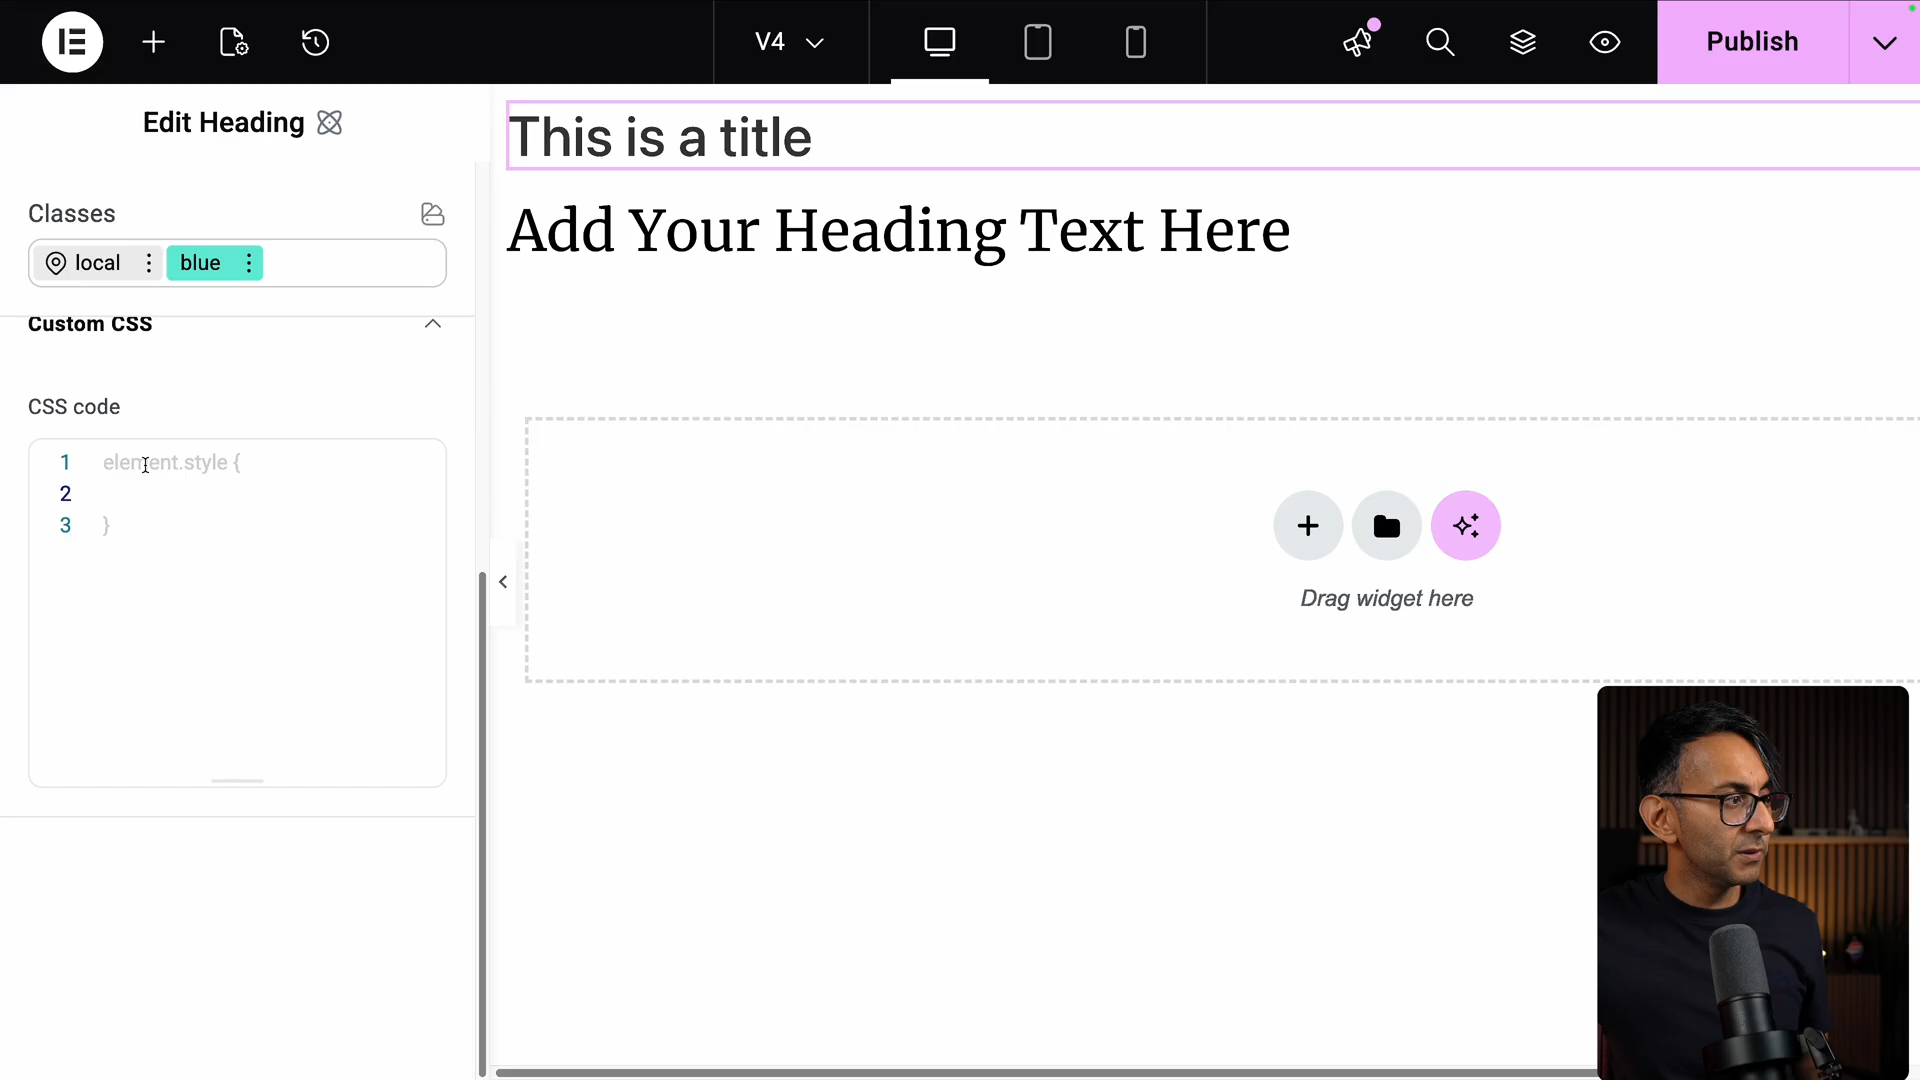 V4
Publish
Edit Heading
Classes
local
blue
Custom CSS
CSS code
1 element.style {
2
3 }
This is a title
Add Your Heading Text Here
Drag widget here